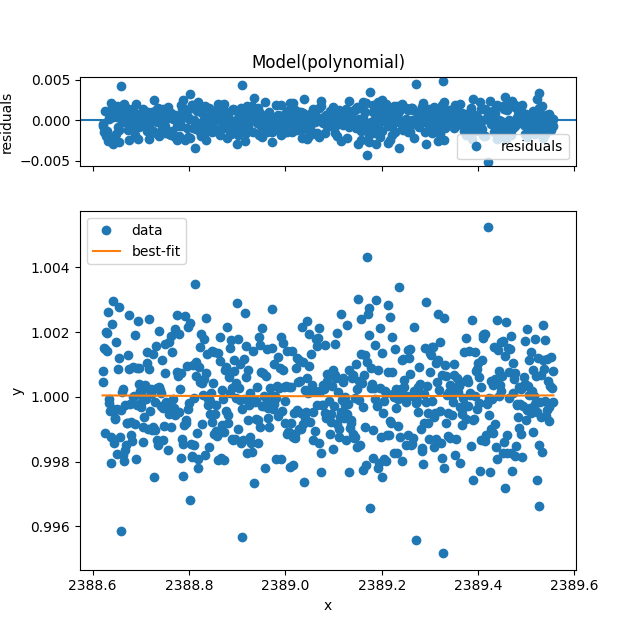 Model(polynomial)
residuals
0.005
0.000
−0.005
residuals
data
best-fit
y
1.004
1.002
1.000
0.998
0.996
2388.6 2388.8 2389.0 2389.2 2389.4 2389.6
x